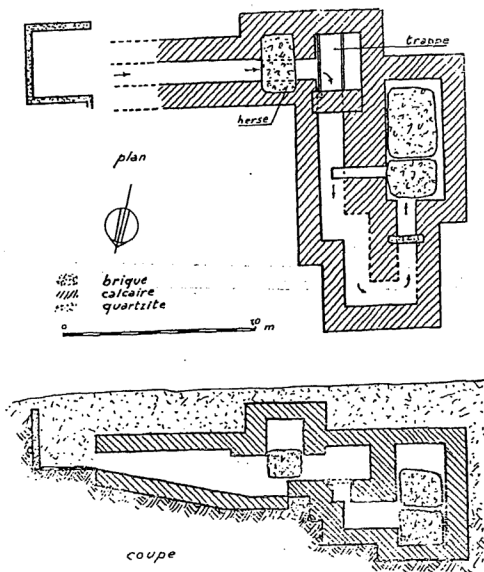 trappe
herse
plan
brique
calcaire
quartzite
0 10 m
coupe